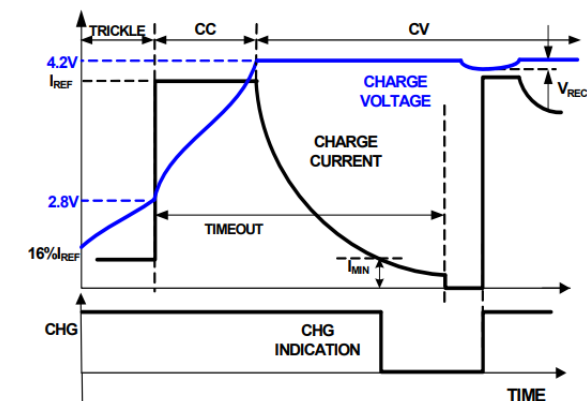 TRICKLE
CC
CV
4.2V
IREF
CHARGE
VOLTAGE
VREC
CHARGE
CURRENT
2.8V
TIMEOUT
16%IREF
IMIN
CHG
CHG
INDICATION
TIME